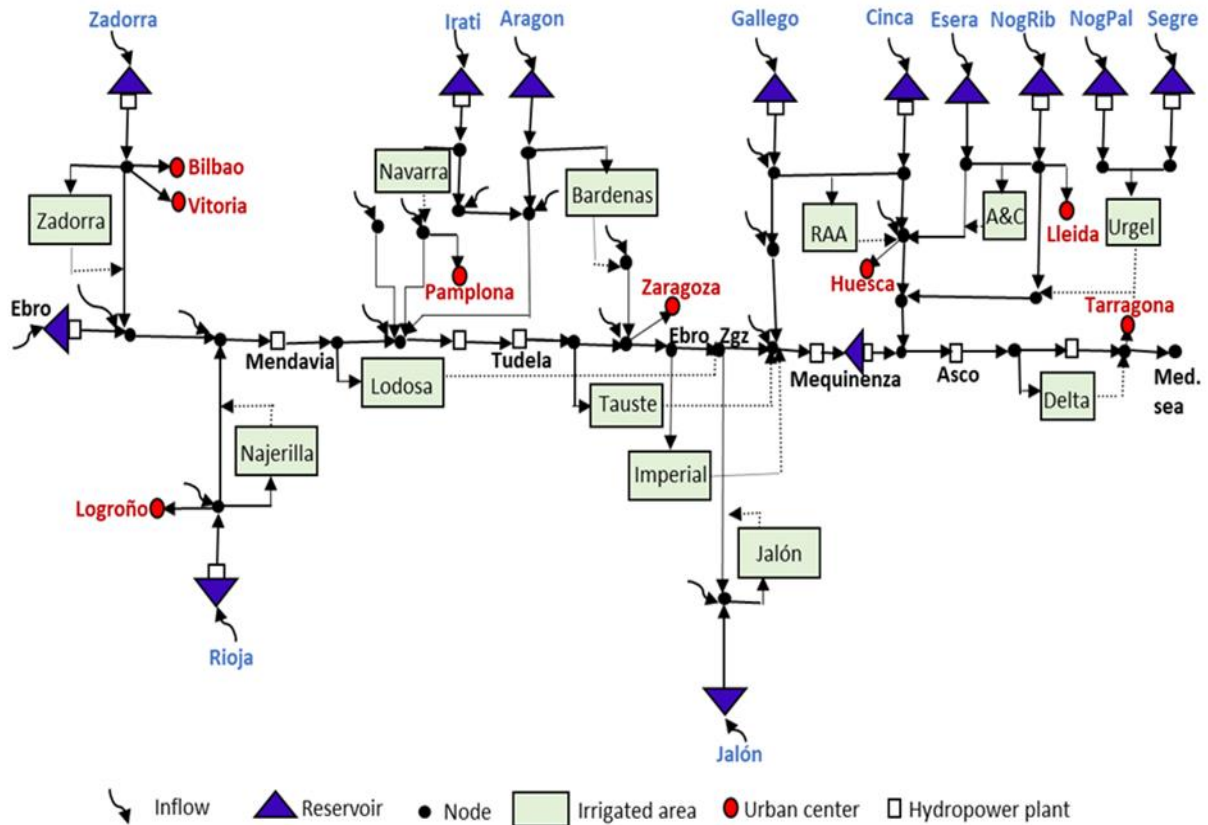 Zadorra
Irati
Aragon
Gallego
Cinca
Esera
NogRib
NogPal
Segre
Bilbao
Vitoria
Navarra
Bardenas
Zadorra
RAA
A&C
Urgel
Lleida
Huesca
Pamplona
Zaragoza
Tarragona
Ebro
Ebro_Zgz
Mendavia
Tudela
Mequinenza
Asco
Med.
sea
Lodosa
Tauste
Delta
Najerilla
Imperial
Logroño
Jalón
Rioja
Jalón
Inflow
Reservoir
Node
Irrigated area
Urban center
Hydropower plant